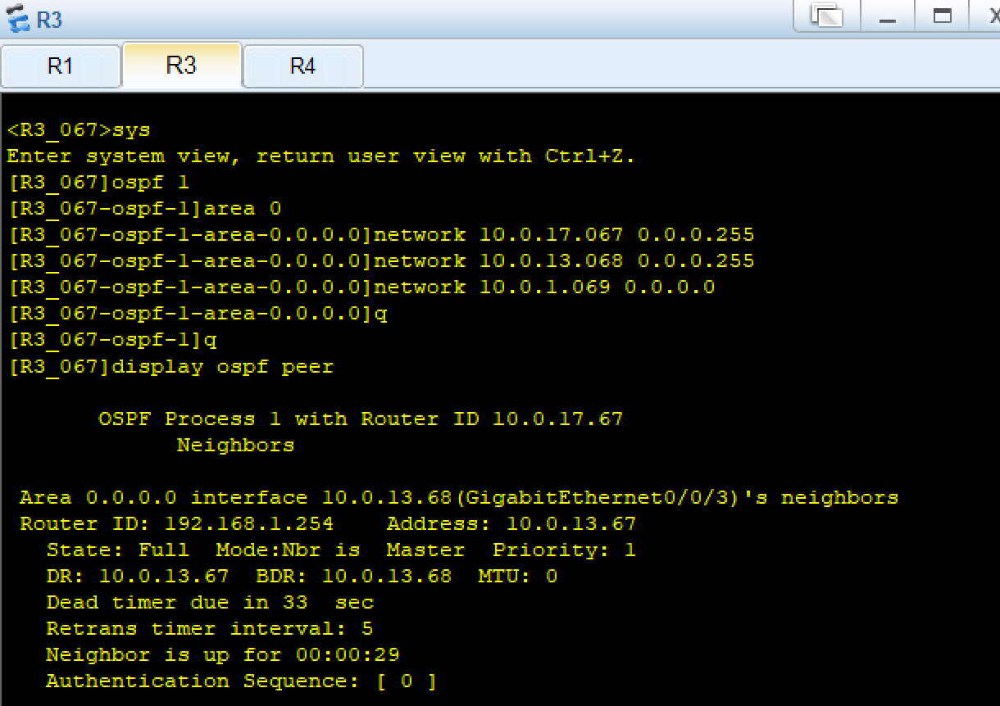 R3
R1
R3
R4
<R3_067>sys
Enter system view, return user view with Ctrl+Z.
[R3_067]ospf 1
[R3_067-ospf-1]area 0
[R3_067-ospf-1-area-0.0.0.0]network 10.0.17.067 0.0.0.255
[R3_067-ospf-1-area-0.0.0.0]network 10.0.13.068 0.0.0.255
[R3_067-ospf-1-area-0.0.0.0]network 10.0.1.069 0.0.0.0
[R3_067-ospf-1-area-0.0.0.0]q
[R3_067-ospf-1]q
[R3_067]display ospf peer
OSPF Process 1 with Router ID 10.0.17.67
Neighbors
Area 0.0.0.0 interface 10.0.13.68(GigabitEthernet0/0/3)'s neighbors
Router ID: 192.168.1.254 Address: 10.0.13.67
State: Full Mode:Nbr is Master Priority: 1
DR: 10.0.13.67 BDR: 10.0.13.68 MTU: 0
Dead timer due in 33 sec
Retrans timer interval: 5
Neighbor is up for 00:00:29
Authentication Sequence: [ 0 ]